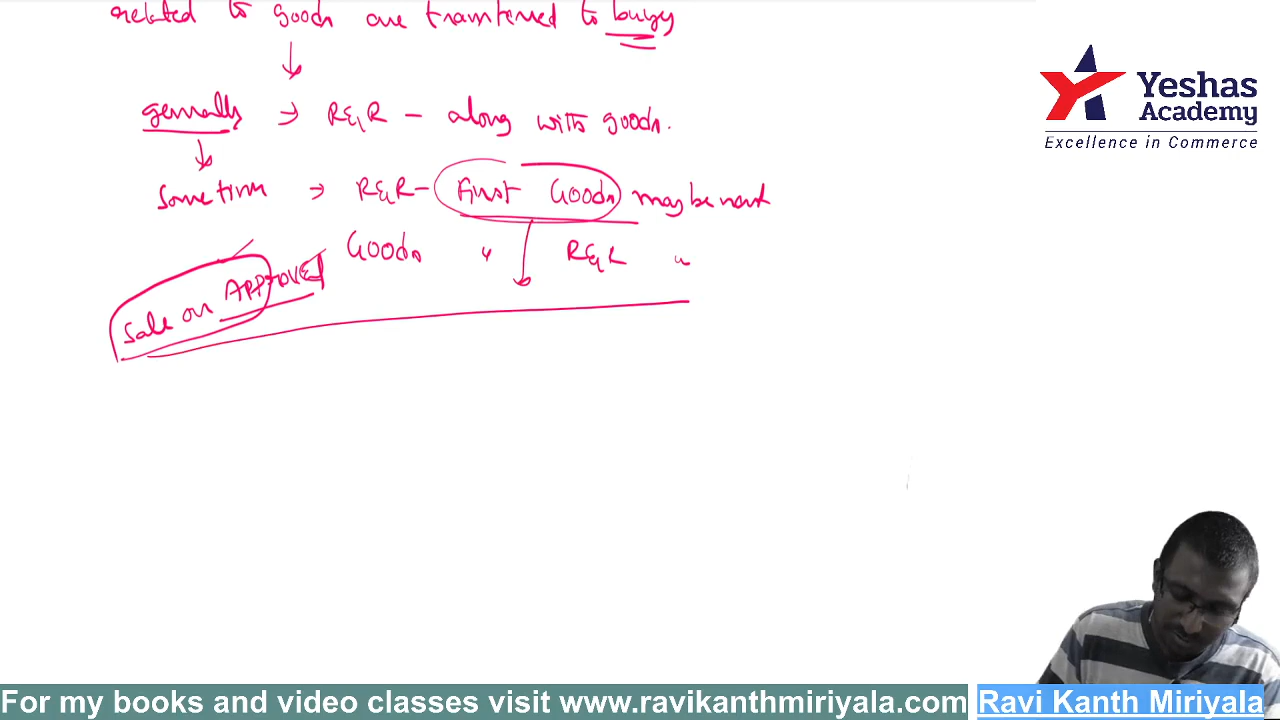 related to goods are transferred to buyer
generally → R&R - along with goods.
Sometimes → R&R - First Goods may be next
Goods " R&R "
Sale on APPROVAL
Yeshas
Academy
Excellence in Commerce
For my books and video classes visit www.ravikanthmiriyala.com Ravi Kanth Miriyala